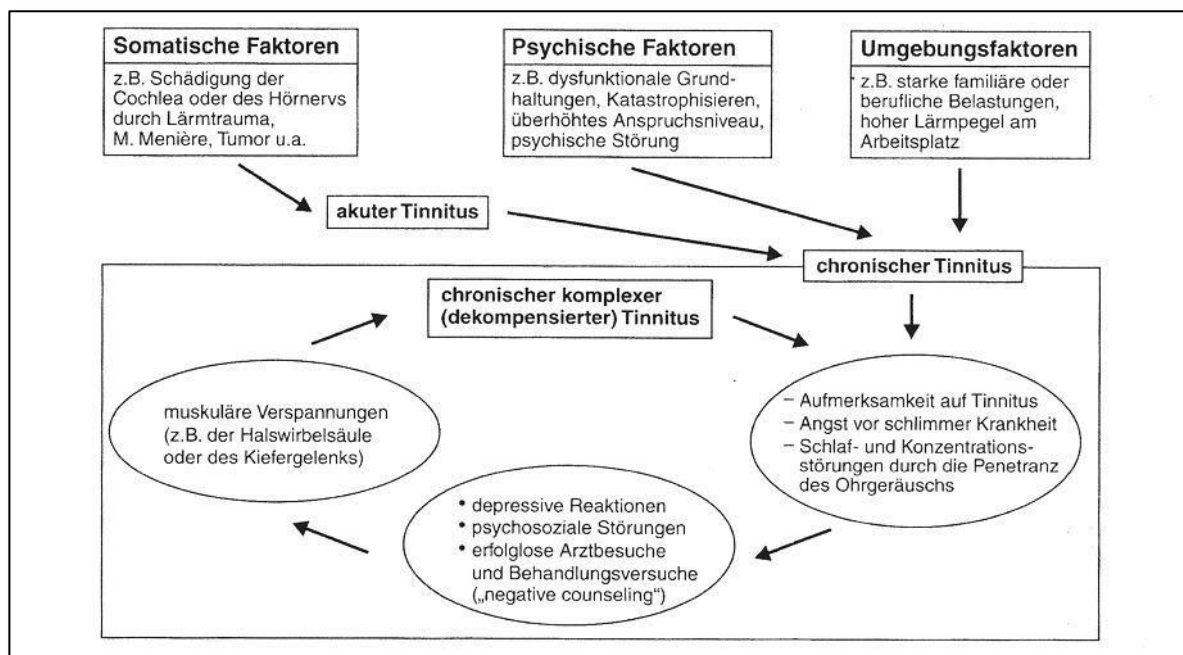 Somatische Faktoren
z.B. Schädigung der
Cochlea oder des Hörnervs
durch Lärmtrauma,
M. Menière, Tumor u.a.
Psychische Faktoren
z.B. dysfunktionale Grund-
haltungen, Katastrophisieren,
überhöhtes Anspruchsniveau,
psychische Störung
Umgebungsfaktoren
z.B. starke familiäre oder
berufliche Belastungen,
hoher Lärmpegel am
Arbeitsplatz
akuter Tinnitus
chronischer Tinnitus
chronischer komplexer
(dekompensierter) Tinnitus
– Aufmerksamkeit auf Tinnitus
– Angst vor schlimmer Krankheit
– Schlaf- und Konzentrations-
störungen durch die Penetranz
des Ohrgeräuschs
• depressive Reaktionen
• psychosoziale Störungen
• erfolglose Arztbesuche
und Behandlungsversuche
(„negative counseling“)
muskuläre Verspannungen
(z.B. der Halswirbelsäule
oder des Kiefergelenks)